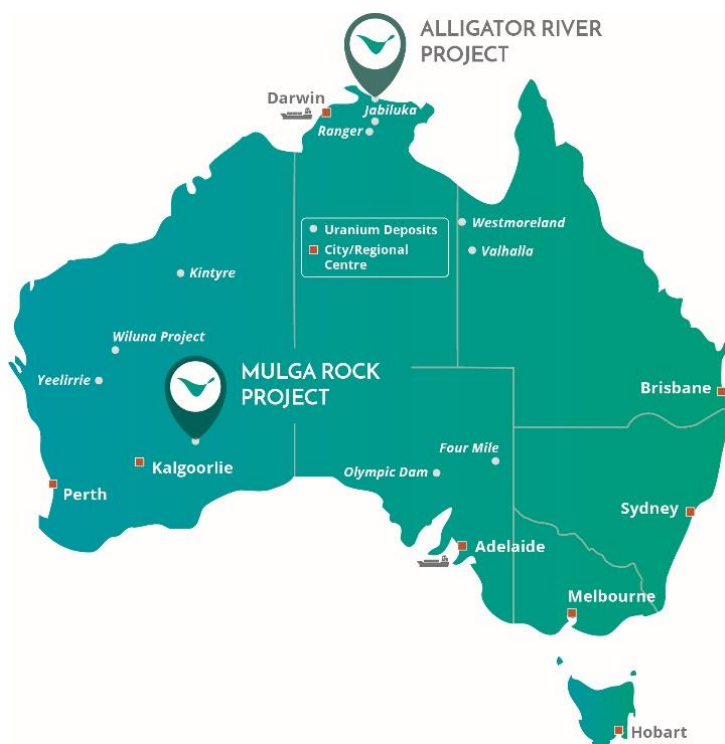 ALLIGATOR RIVER
PROJECT
Darwin
Jabiluka
Ranger
Uranium Deposits
City/Regional
Centre
Westmoreland
Valhalla
Kintyre
Wiluna Project
Yeelirrie
MULGA ROCK
PROJECT
Brisbane
Kalgoorlie
Four Mile
Olympic Dam
Perth
Sydney
Adelaide
Melbourne
Hobart